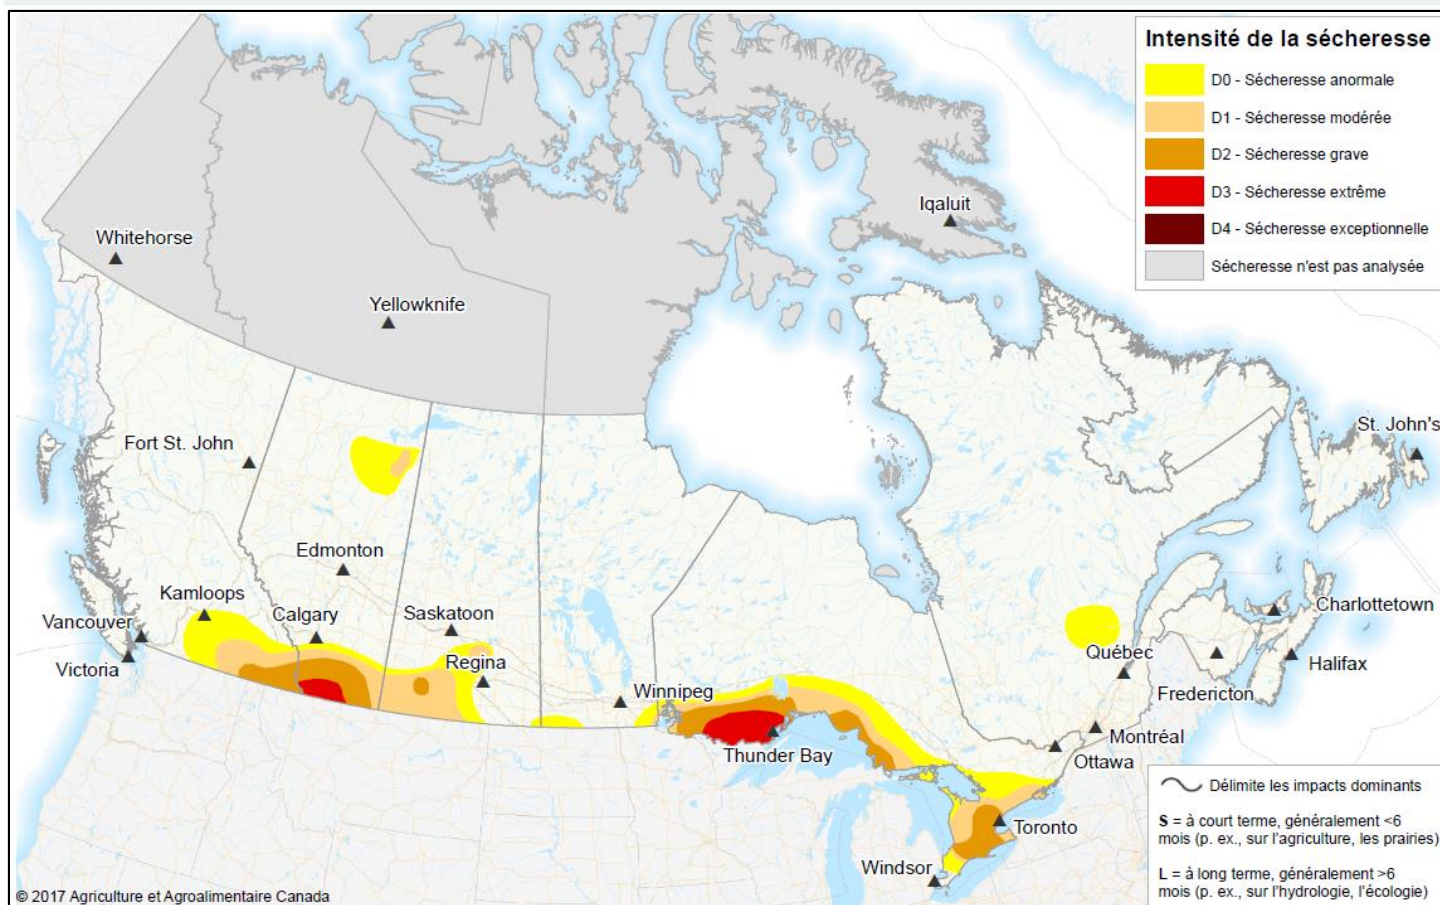 Intensité de la sécheresse
D0 - Sécheresse anormale
D1 - Sécheresse modérée
D2 - Sécheresse grave
D3 - Sécheresse extrême
D4 - Sécheresse exceptionnelle
Sécheresse n'est pas analysée
Iqaluit
Whitehorse
Yellowknife
Fort St. John
St. John's
Edmonton
Kamloops
Calgary
Saskatoon
Vancouver
Charlottetown
Victoria
Regina
Québec
Halifax
Winnipeg
Fredericton
Thunder Bay
Montréal
Ottawa
Toronto
Windsor
Délimite les impacts dominants
S = à court terme, généralement <6
mois (p. ex., sur l'agriculture, les prairies)
L = à long terme, généralement >6
mois (p. ex., sur l'hydrologie, l'écologie)
© 2017 Agriculture et Agroalimentaire Canada